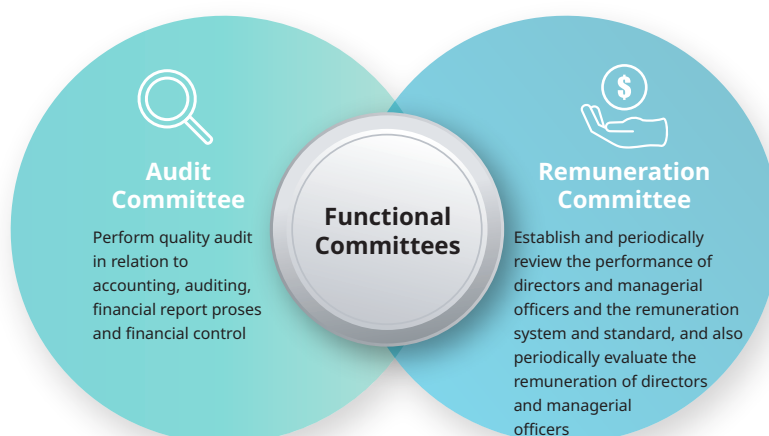 Audit
Committee
Perform quality audit
in relation to
accounting, auditing,
financial report proses
and financial control
Functional
Committees
$
Remuneration
Committee
Establish and periodically
review the performance of
directors and managerial
officers and the remuneration
system and standard, and also
periodically evaluate the
remuneration of directors
and managerial
officers